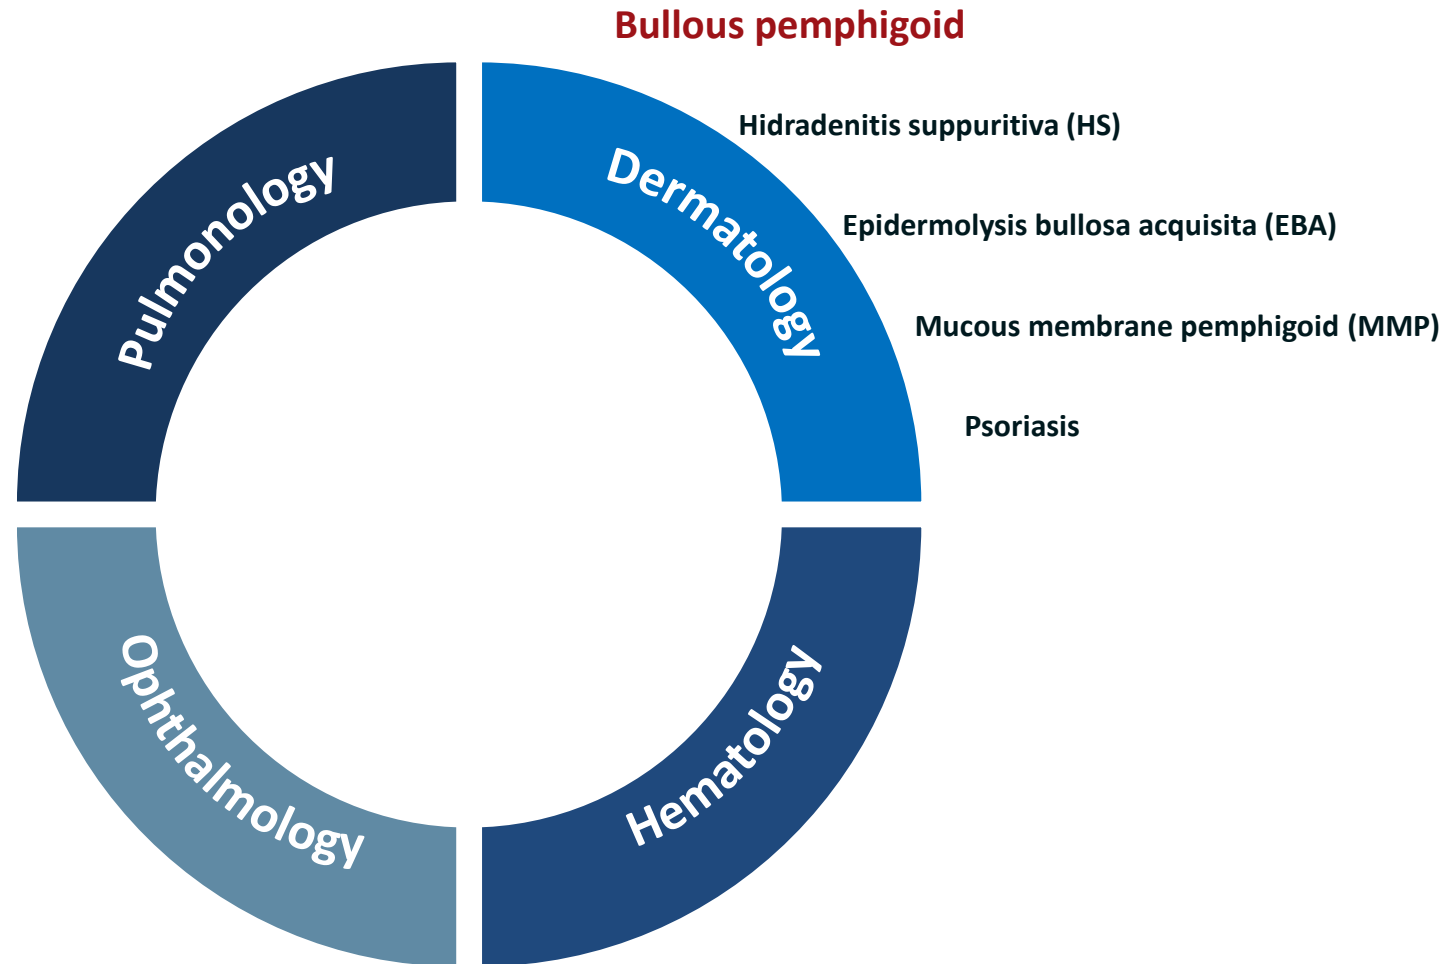 Bullous pemphigoid
Hidradenitis suppuritiva (HS)
Epidermolysis bullosa acquisita (EBA)
Mucous membrane pemphigoid (MMP)
Psoriasis
Pulmonology
Dermatology
Ophthalmology
Hematology